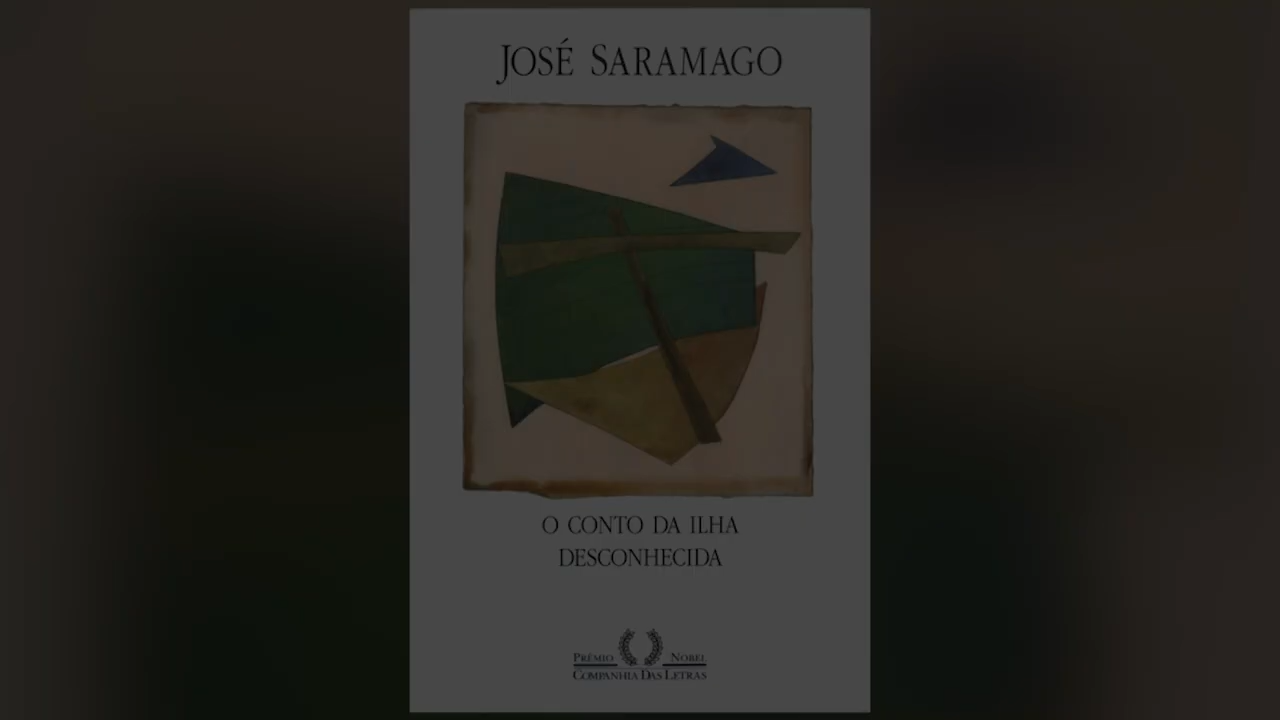 JOSÉ SARAMAGO
O CONTO DA ILHA
DESCONHECIDA
PRÊMIO NOBEL
COMPANHIA DAS LETRAS